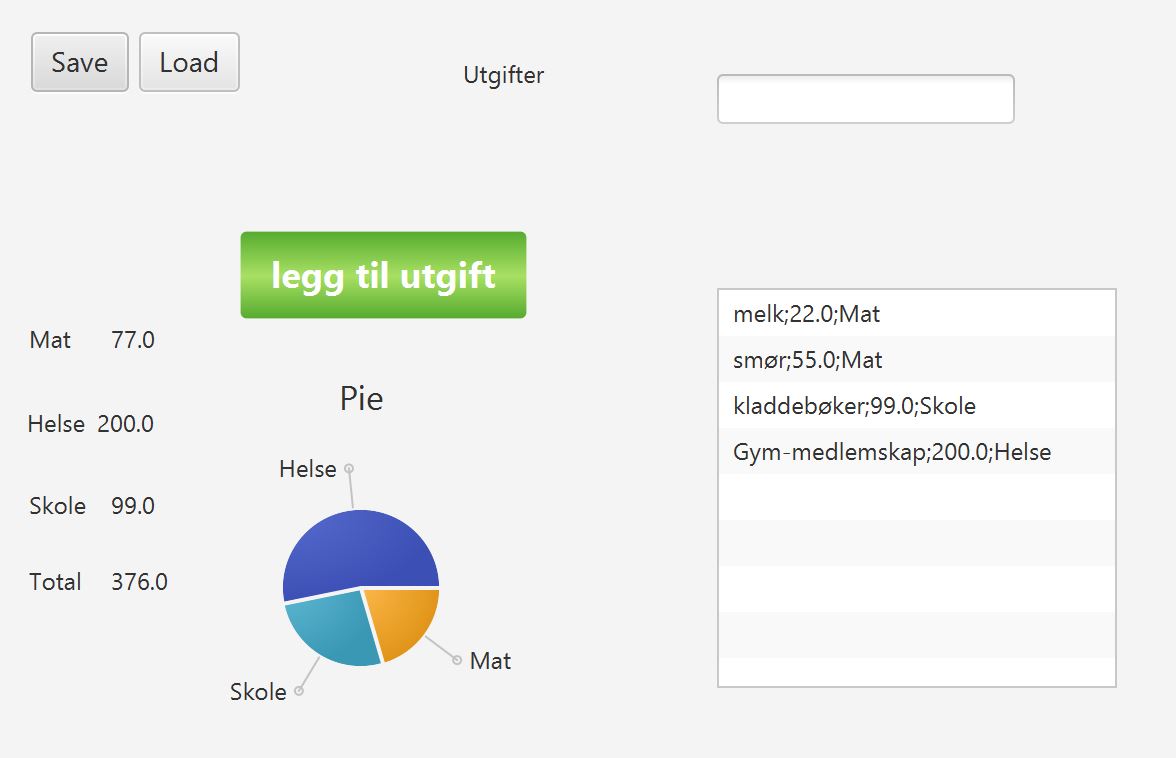 Save
Load
Utgifter
legg til utgift
Mat 77.0
Helse 200.0
Skole 99.0
Total 376.0
Pie
Helse
Mat
Skole
melk;22.0;Mat
smør;55.0;Mat
kladdebøker;99.0;Skole
Gym-medlemskap;200.0;Helse